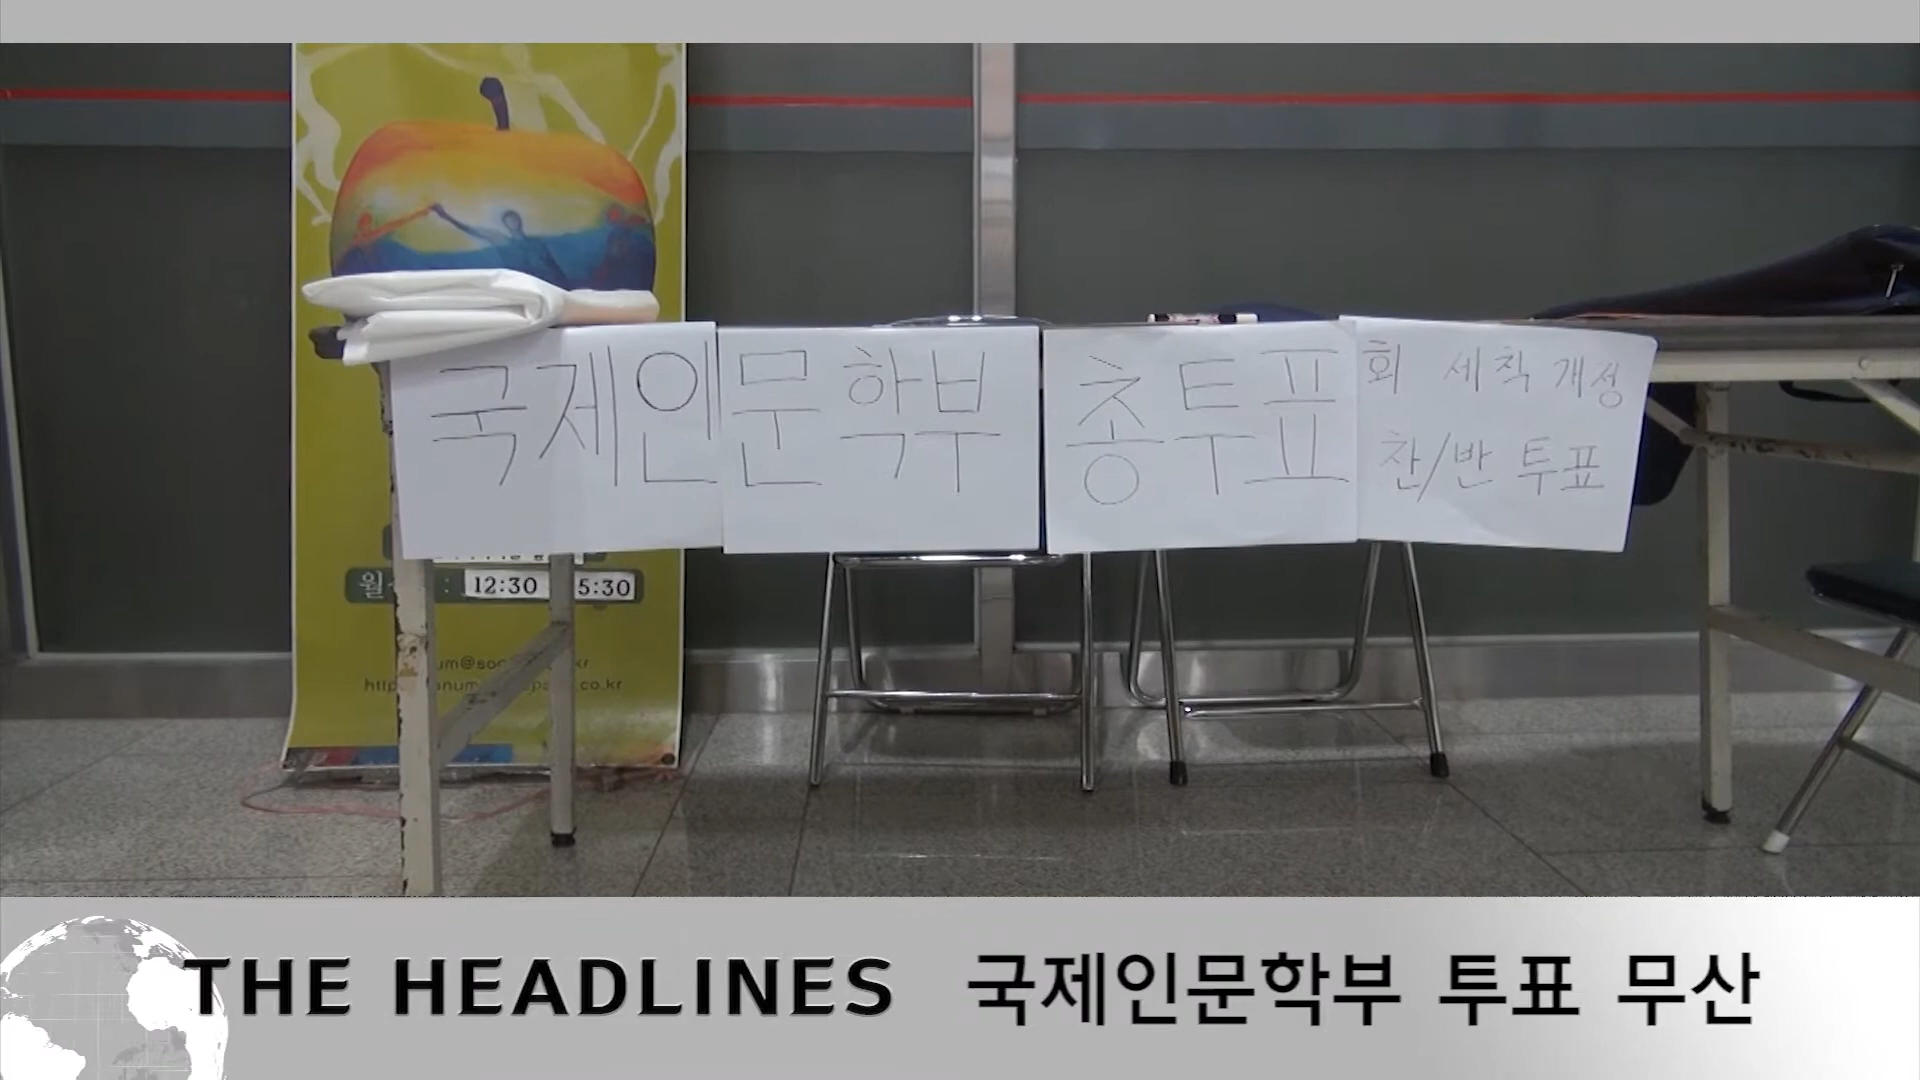 국제인문학부 총투표
회 세칙 개정
찬/반 투표
12:30 5:30
THE HEADLINES 국제인문학부 투표 무산